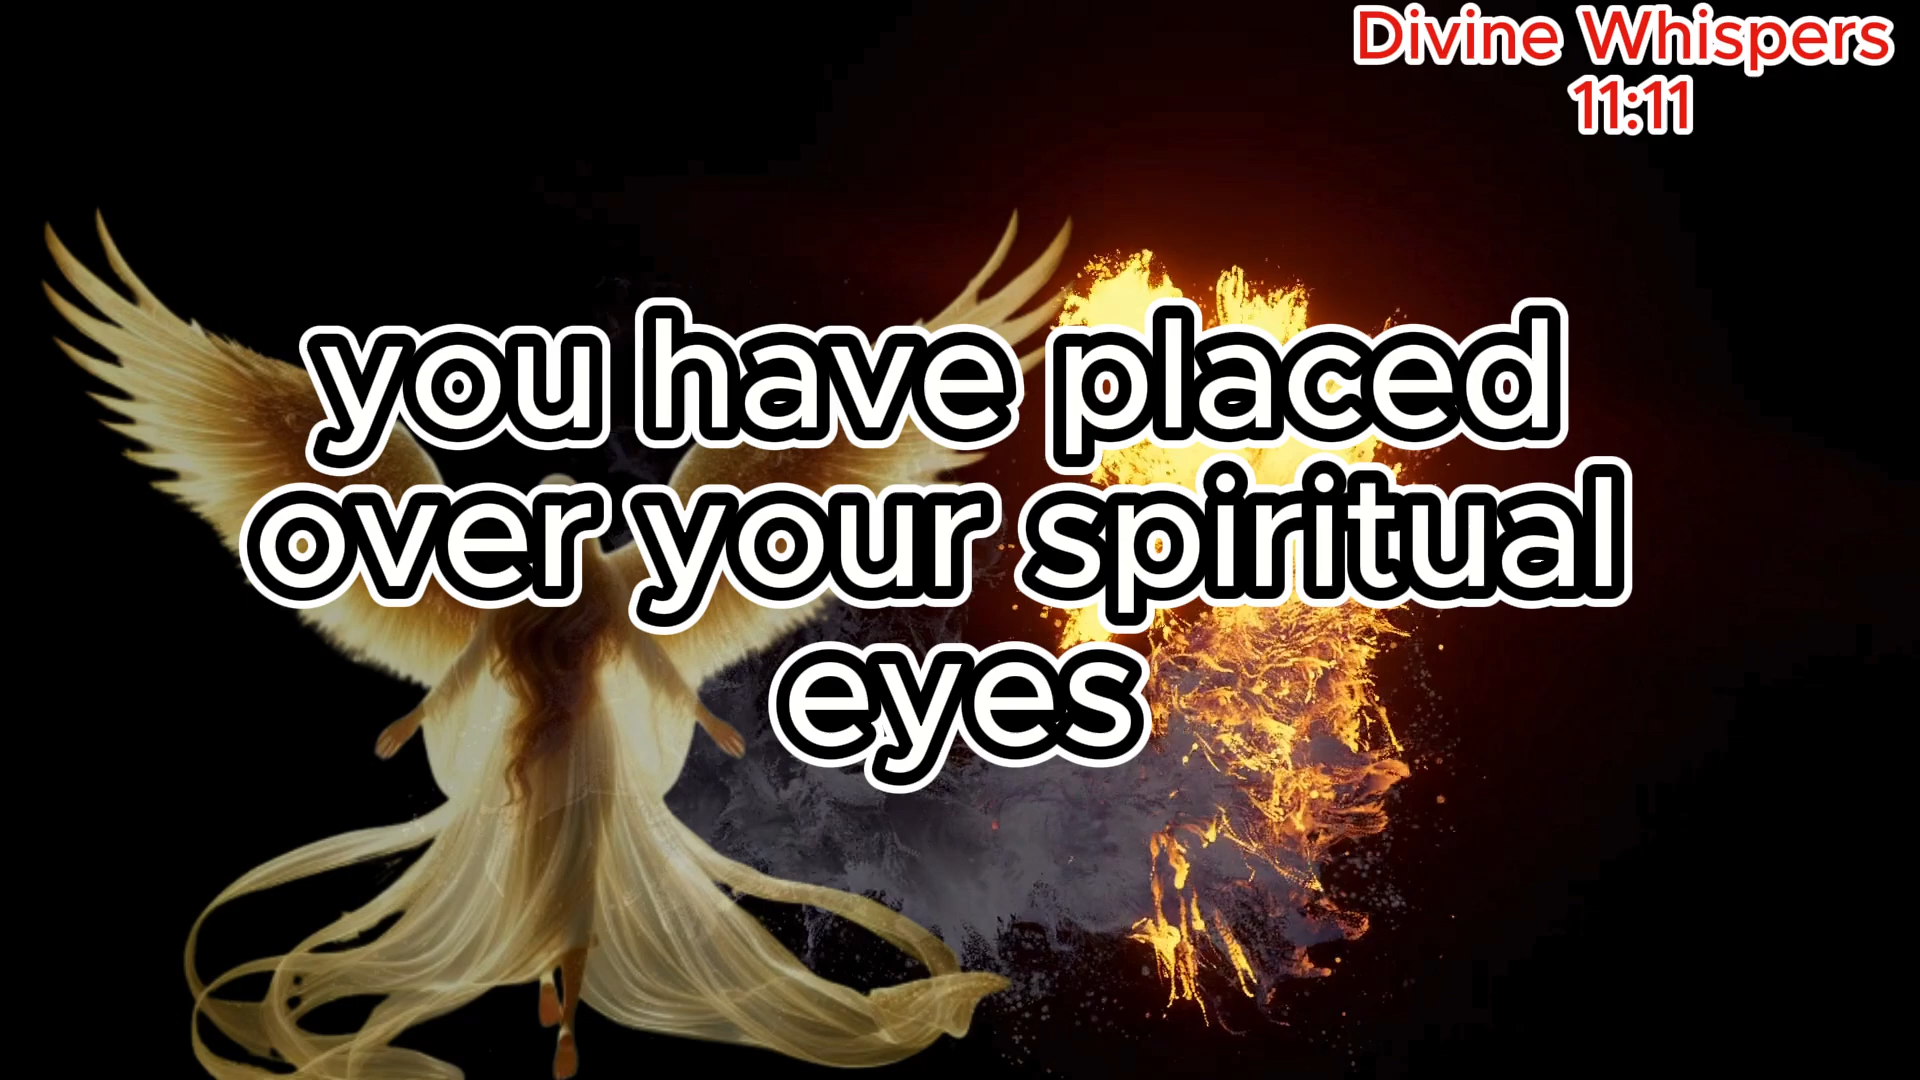 Divine Whispers
11:11
you have placed
over your spiritual
eyes